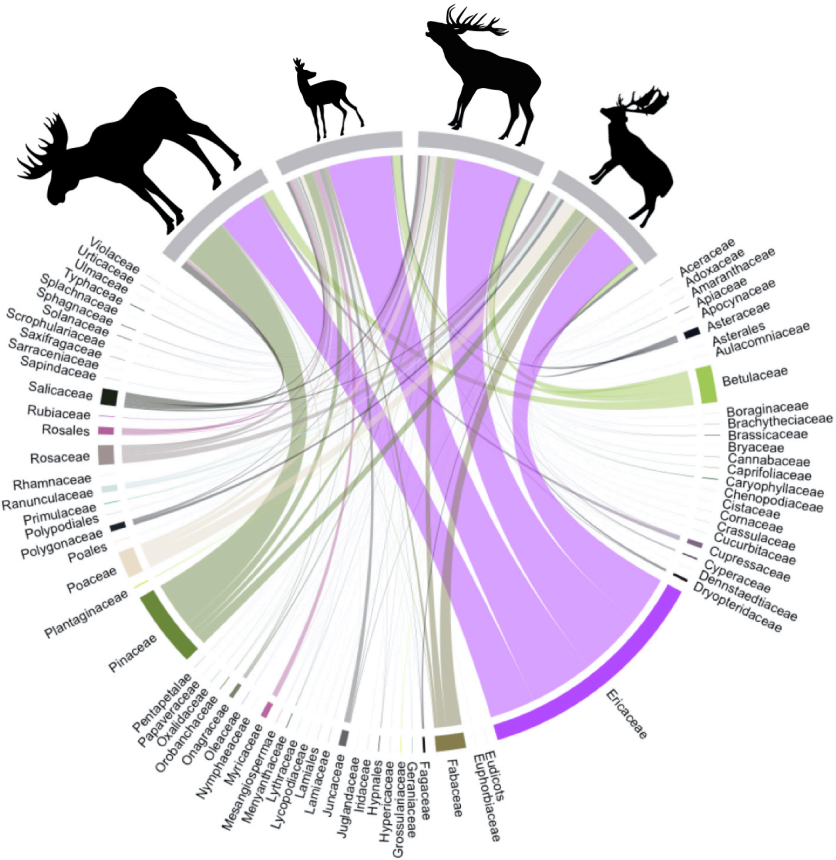 Violaceae
Urticaceae
Ulmaceae
Typhaceae
Splachnaceae
Sphagnaceae
Solanaceae
Scrophulariaceae
Saxifragaceae
Sarraceniaceae
Sapindaceae
Salicaceae
Rubiaceae
Rosales
Rosaceae
Rhamnaceae
Ranunculaceae
Primulaceae
Polypodiales
Polygonaceae
Poales
Poaceae
Plantaginaceae
Pinaceae
Pentapetalae
Papaveraceae
Oxalidaceae
Orobanchaceae
Onagraceae
Oleaceae
Nymphaeaceae
Myricaceae
Mesangiospermae
Menyanthaceae
Lythraceae
Lycopodiaceae
Lamiales
Lamiaceae
Juncaceae
Juglandaceae
Iridaceae
Hypnales
Hypericaceae
Grossulariaceae
Geraniaceae
Fagaceae
Fabaceae
Euphorbiaceae
Eudicots
Ericaceae
Dryopteridaceae
Dennstaedtiaceae
Cyperaceae
Cupressaceae
Cucurbitaceae
Crassulaceae
Cornaceae
Cistaceae
Chenopodiaceae
Caryophyllaceae
Caprifoliaceae
Cannabaceae
Bryaceae
Brassicaceae
Brachytheciaceae
Boraginaceae
Betulaceae
Aulacomniaceae
Asterales
Asteraceae
Apocynaceae
Apiaceae
Amaranthaceae
Adoxaceae
Aceraceae